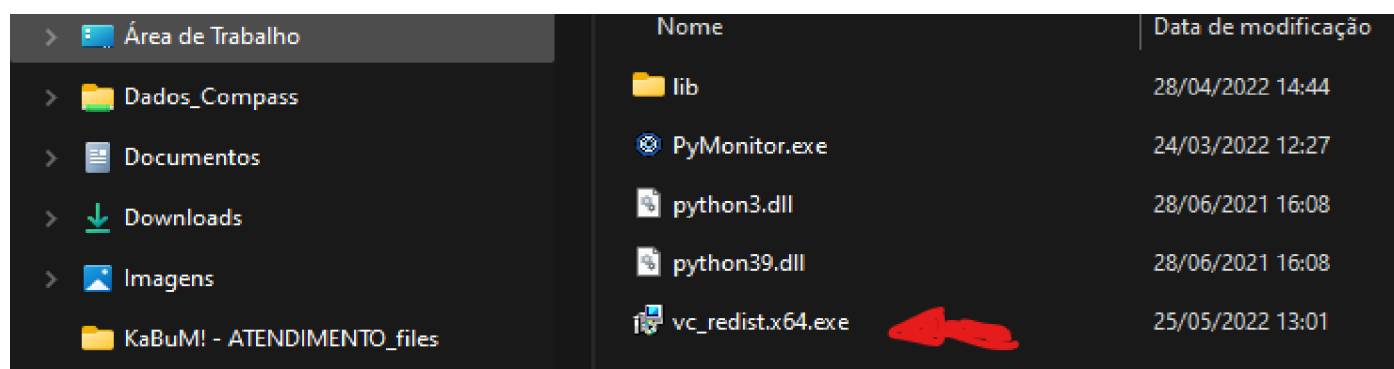 Área de Trabalho
Dados_Compass
Documentos
Downloads
Imagens
KaBuM! - ATENDIMENTO_files
Nome Data de modificação
lib 28/04/2022 14:44
PyMonitor.exe 24/03/2022 12:27
python3.dll 28/06/2021 16:08
python39.dll 28/06/2021 16:08
vc_redist.x64.exe 25/05/2022 13:01